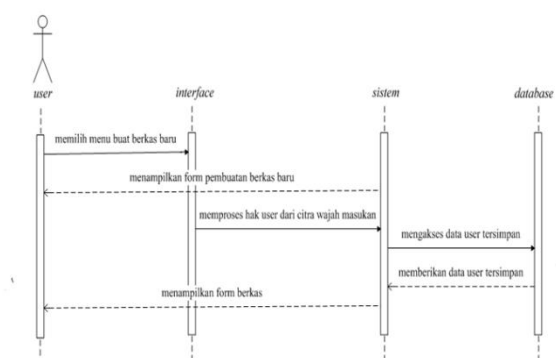 user
interface
sistem
database
memilih menu buat berkas baru
menampilkan form pembuatan berkas baru
memproses hak user dari citra wajah masukan
mengakses data user tersimpan
memberikan data user tersimpan
menampilkan form berkas